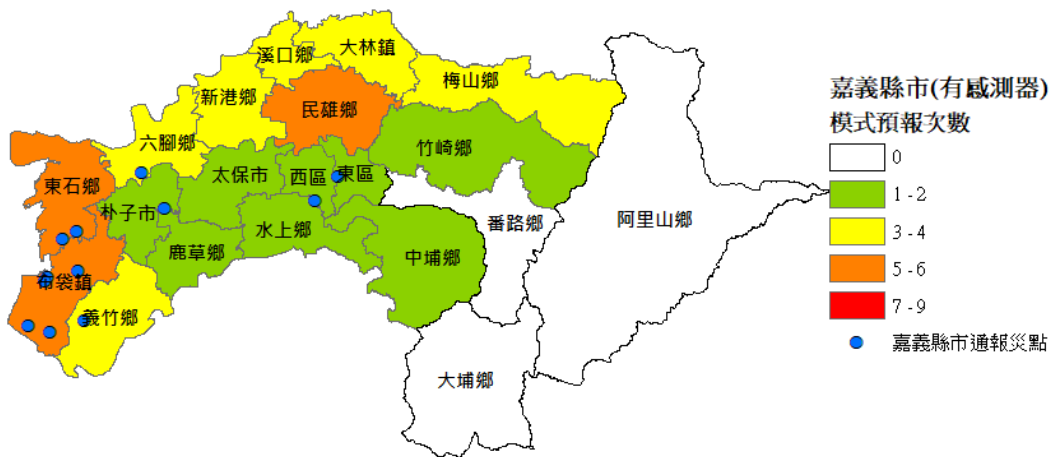 大林鎮
溪口鄉
梅山鄉
新港鄉
民雄鄉
六腳鄉
竹崎鄉
太保市
西區
東區
東石鄉
朴子市
番路鄉
阿里山鄉
水上鄉
鹿草鄉
中埔鄉
布袋鎮
義竹鄉
大埔鄉
嘉義縣市(有感測器)
模式預報次數
0
1 - 2
3 - 4
5 - 6
7 - 9
嘉義縣市通報災點